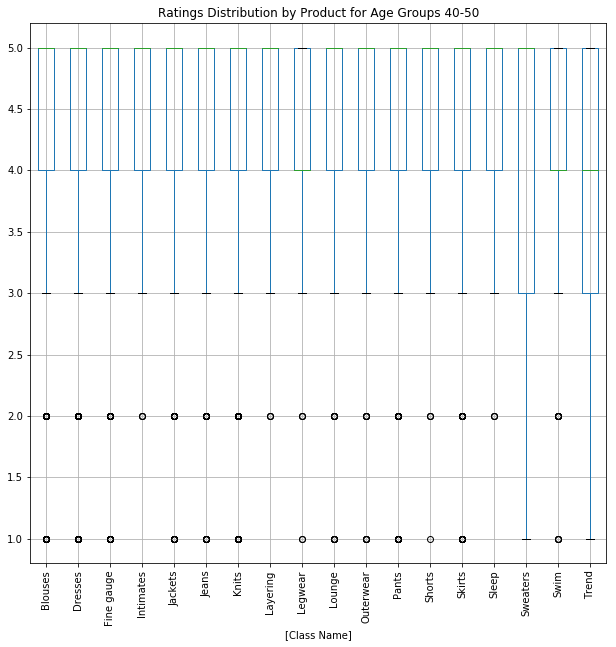 Ratings Distribution by Product for Age Groups 40-50
5.0
4.5
4.0
3.5
3.0
2.5
2.0
1.5
1.0
Blouses
Dresses
Fine gauge
Intimates
Jackets
Jeans
Knits
Layering
Legwear
Lounge
Outerwear
Pants
Shorts
Skirts
Sleep
Sweaters
Swim
Trend
[Class Name]